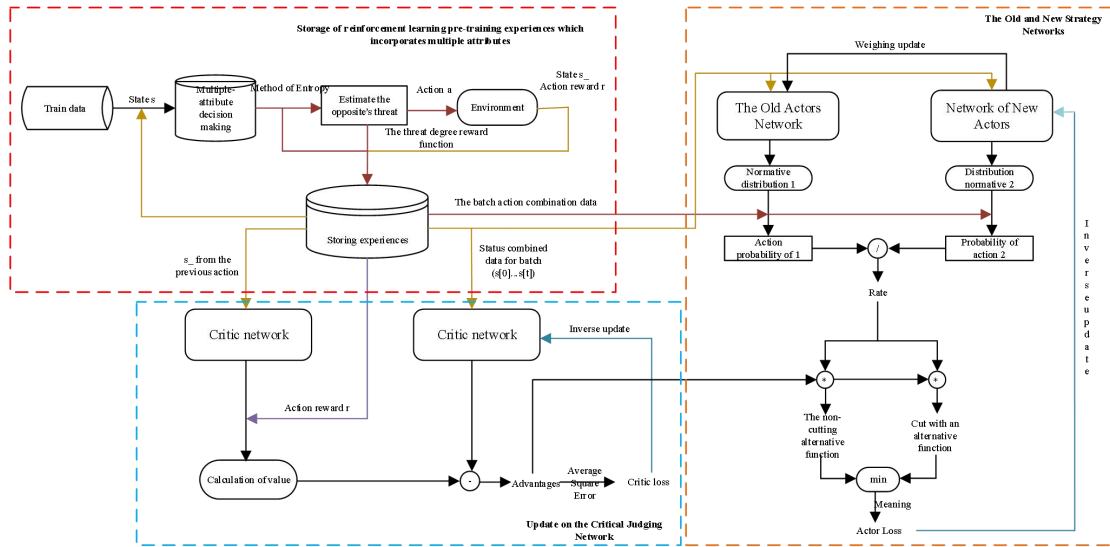 Storage of reinforcement learning pre-training experiences which
incorporates multiple attributes
The Old and New Strategy
Networks
Train data
States
Multiple-
attribute
decision
making
Method of Entropy
Estimate the
opposite's threat
Action a
Environment
States s_
Action reward r
The threat degree reward
function
Storing experiences
s_ from the
previous action
Status combined
data for batch
(s[0]...s[t])
The batch action combination data
Weighing update
The Old Actors
Network
Network of New
Actors
Normative
distribution 1
Distribution
normative 2
Action
probability of 1
/
Probability of
action 2
Rate
Inverse update
*
*
The non-
cutting
alternative
function
Cut with an
alternative
function
min
Meaning
Actor Loss
Critic network
Critic network
Inverse update
Action reward r
Calculation of value
-
Advantages
Average
Square
Error
Critic loss
Update on the Critical Judging
Network